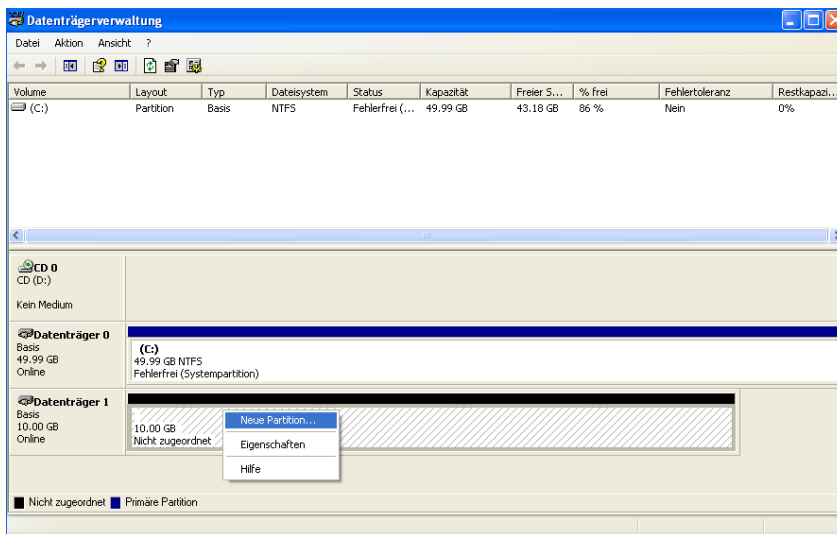 Datenträgerverwaltung
Datei Aktion Ansicht ?
Volume Layout Typ Dateisystem Status Kapazität Freier S... % frei Fehlertoleranz Restkapazi...
(C:) Partition Basis NTFS Fehlerfrei (... 49.99 GB 43.18 GB 86 % Nein 0%
CD 0
CD (D:)
Kein Medium
Datenträger 0
Basis
49.99 GB
Online
(C:)
49.99 GB NTFS
Fehlerfrei (Systempartition)
Datenträger 1
Basis
10.00 GB
Online
10.00 GB
Nicht zugeordnet
Neue Partition...
Eigenschaften
Hilfe
Nicht zugeordnet Primäre Partition